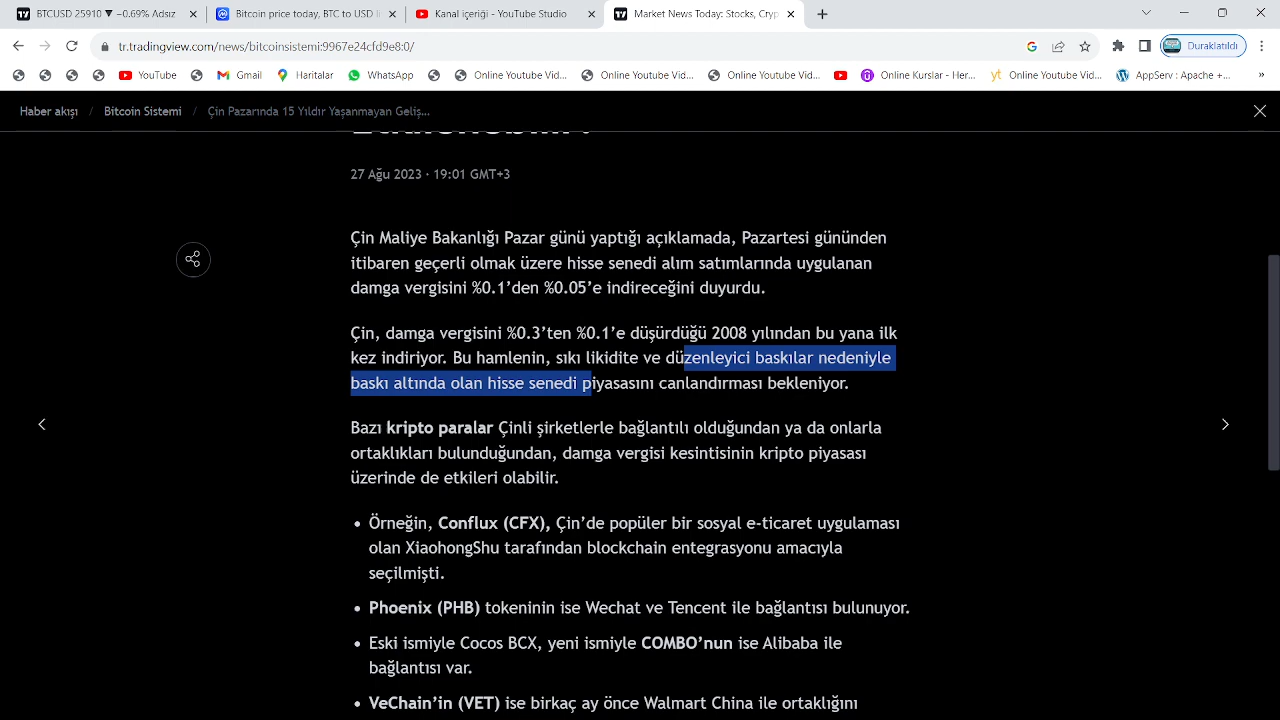 BTCUSD 25910 ▼ −0.69% Adsız
Bitcoin price today, BTC to USD li
Kanal içeriği - YouTube Studio
Market News Today: Stocks, Cryp
tr.tradingview.com/news/bitcoinsistemi:9967e24cfd9e8:0/
Duraklatıldı
YouTube
Gmail
Haritalar
WhatsApp
Online Youtube Vid...
Online Youtube Vid...
Online Youtube Vid...
Online Kurslar - Her...
Online Youtube Vid...
AppServ : Apache +...
»
Haber akışı / Bitcoin Sistemi / Çin Pazarında 15 Yıldır Yaşanmayan Geliş...
27 Ağu 2023 · 19:01 GMT+3
Çin Maliye Bakanlığı Pazar günü yaptığı açıklamada, Pazartesi gününden
itibaren geçerli olmak üzere hisse senedi alım satımlarında uygulanan
damga vergisini %0.1’den %0.05’e indireceğini duyurdu.
Çin, damga vergisini %0.3’ten %0.1’e düşürdüğü 2008 yılından bu yana ilk
kez indiriyor. Bu hamlenin, sıkı likidite ve düzenleyici baskılar nedeniyle
baskı altında olan hisse senedi piyasasını canlandırması bekleniyor.
Bazı kripto paralar Çinli şirketlerle bağlantılı olduğundan ya da onlarla
ortaklıkları bulunduğundan, damga vergisi kesintisinin kripto piyasası
üzerinde de etkileri olabilir.
• Örneğin, Conflux (CFX), Çin’de popüler bir sosyal e-ticaret uygulaması
olan XiaohongShu tarafından blockchain entegrasyonu amacıyla
seçilmişti.
• Phoenix (PHB) tokeninin ise Wechat ve Tencent ile bağlantısı bulunuyor.
• Eski ismiyle Cocos BCX, yeni ismiyle COMBO’nun ise Alibaba ile
bağlantısı var.
• VeChain’in (VET) ise birkaç ay önce Walmart China ile ortaklığını